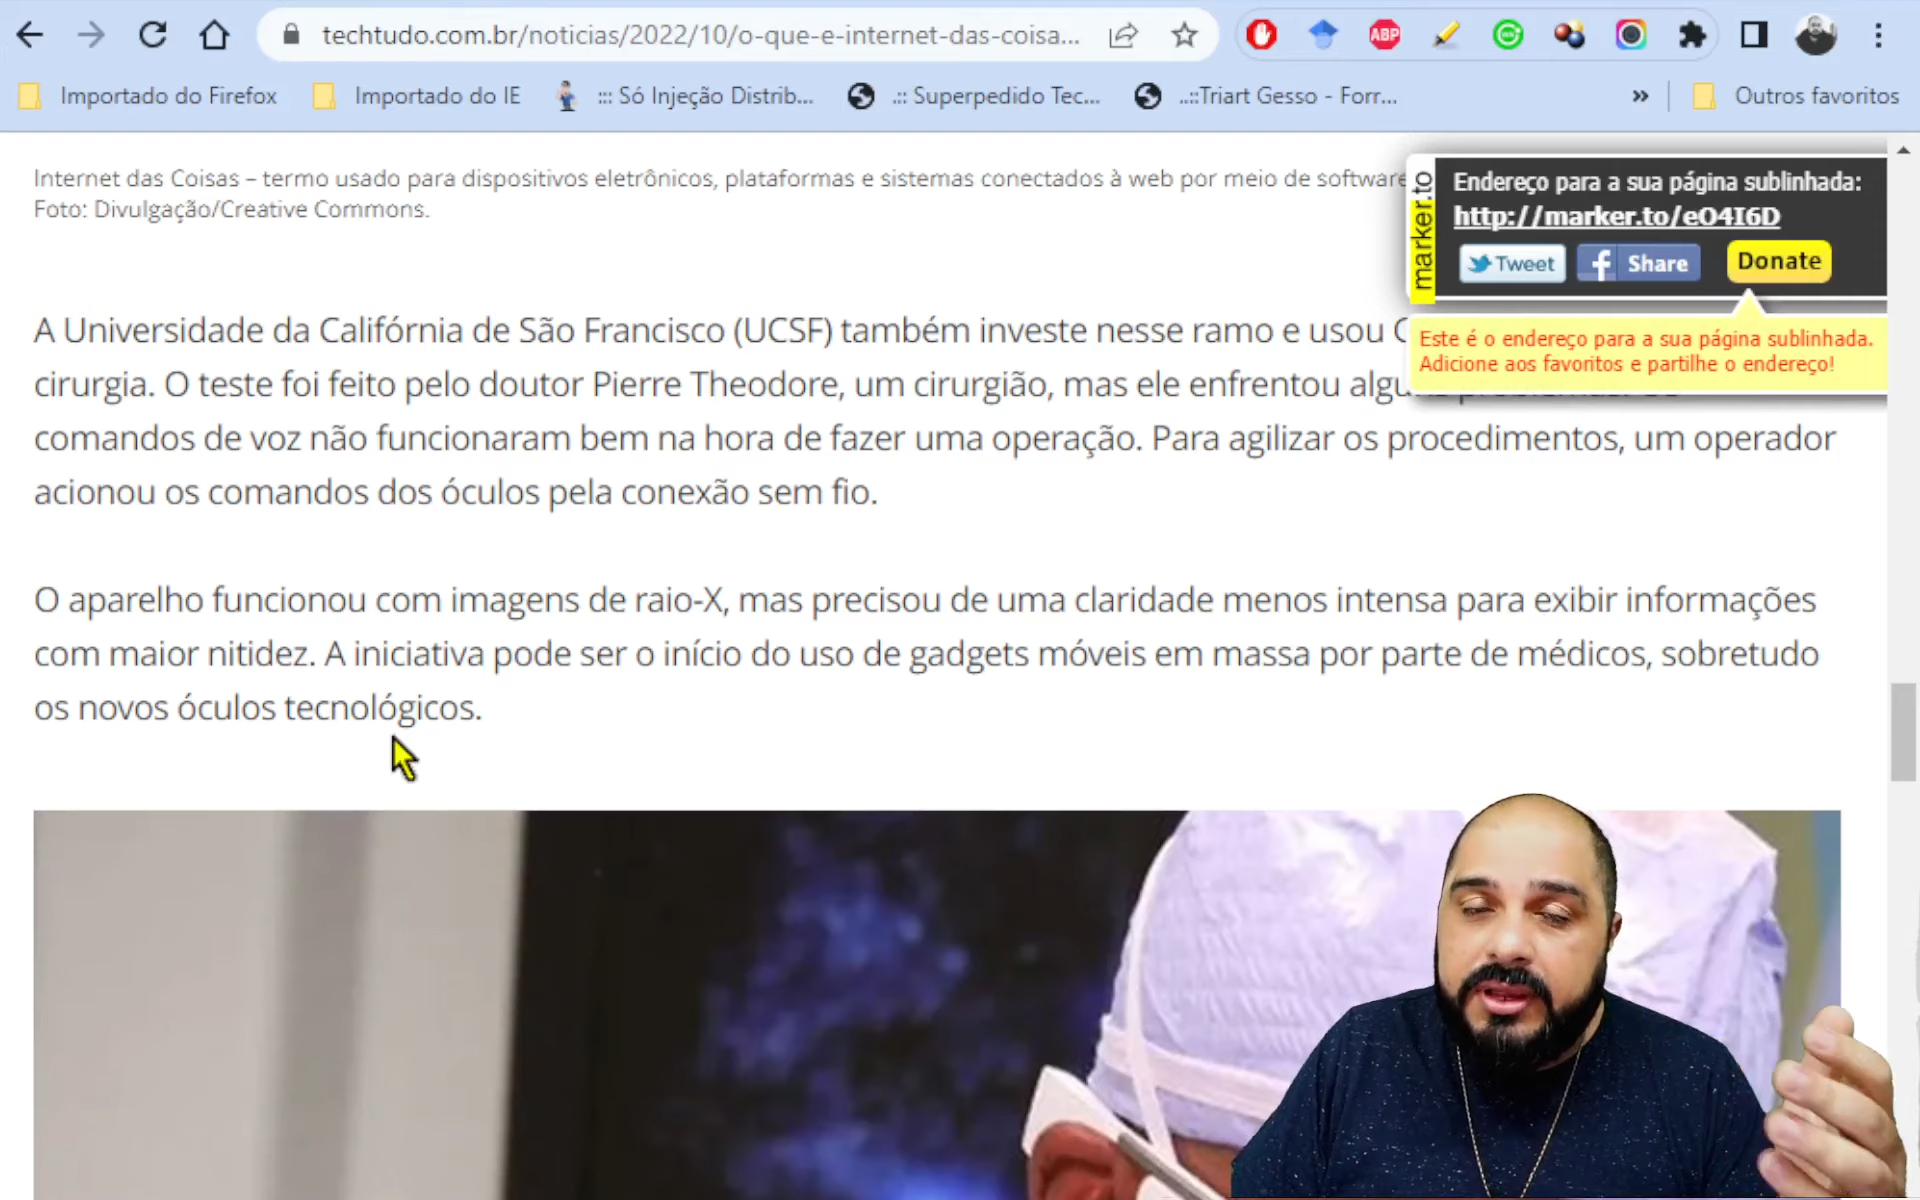 techtudo.com.br/noticias/2022/10/o-que-e-internet-das-coisa...
ABP
Importado do Firefox
Importado do IE
::: Só Injeção Distrib...
.:: Superpedido Tec...
..::Triart Gesso - Forr...
»
Outros favoritos
Internet das Coisas – termo usado para dispositivos eletrônicos, plataformas e sistemas conectados à web por meio de software
Foto: Divulgação/Creative Commons.
marker.to
Endereço para a sua página sublinhada:
http://marker.to/eO4I6D
Tweet
f Share
Donate
Este é o endereço para a sua página sublinhada.
Adicione aos favoritos e partilhe o endereço!
A Universidade da Califórnia de São Francisco (UCSF) também investe nesse ramo e usou
cirurgia. O teste foi feito pelo doutor Pierre Theodore, um cirurgião, mas ele enfrentou
comandos de voz não funcionaram bem na hora de fazer uma operação. Para agilizar os procedimentos, um operador
acionou os comandos dos óculos pela conexão sem fio.
O aparelho funcionou com imagens de raio-X, mas precisou de uma claridade menos intensa para exibir informações
com maior nitidez. A iniciativa pode ser o início do uso de gadgets móveis em massa por parte de médicos, sobretudo
os novos óculos tecnológicos.